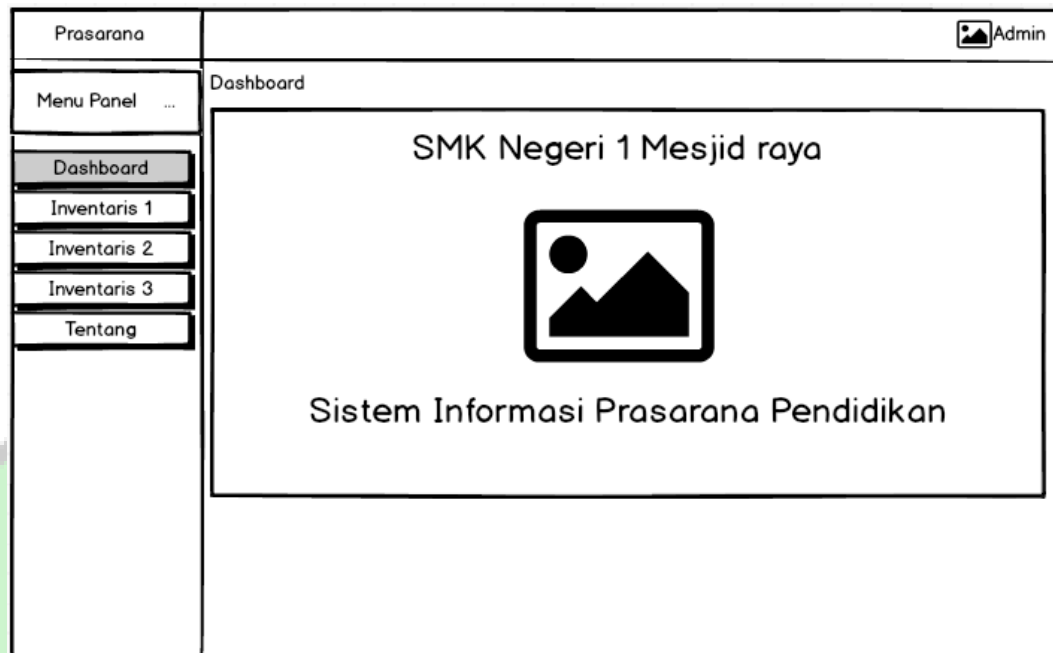 Prasarana
Admin
Menu Panel ...
Dashboard
Inventaris 1
Inventaris 2
Inventaris 3
Tentang
Dashboard
SMK Negeri 1 Mesjid raya
Sistem Informasi Prasarana Pendidikan